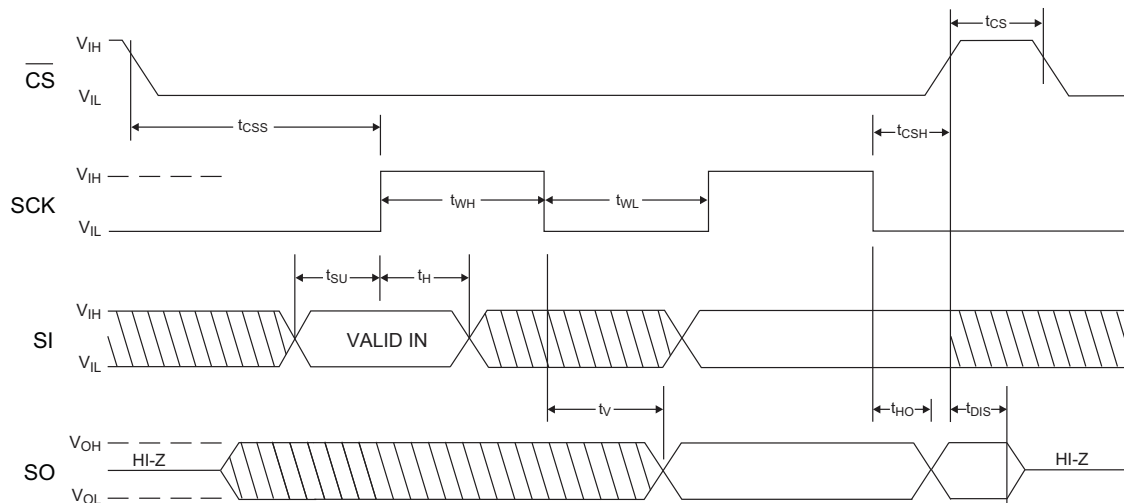 tCS
VIH
CS
VIL
tCSS
tCSH
VIH
SCK
tWH
tWL
VIL
tSU
tH
VIH
SI
VALID IN
VIL
tV
tHO
tDIS
VOH
SO
HI-Z
HI-Z
VOL